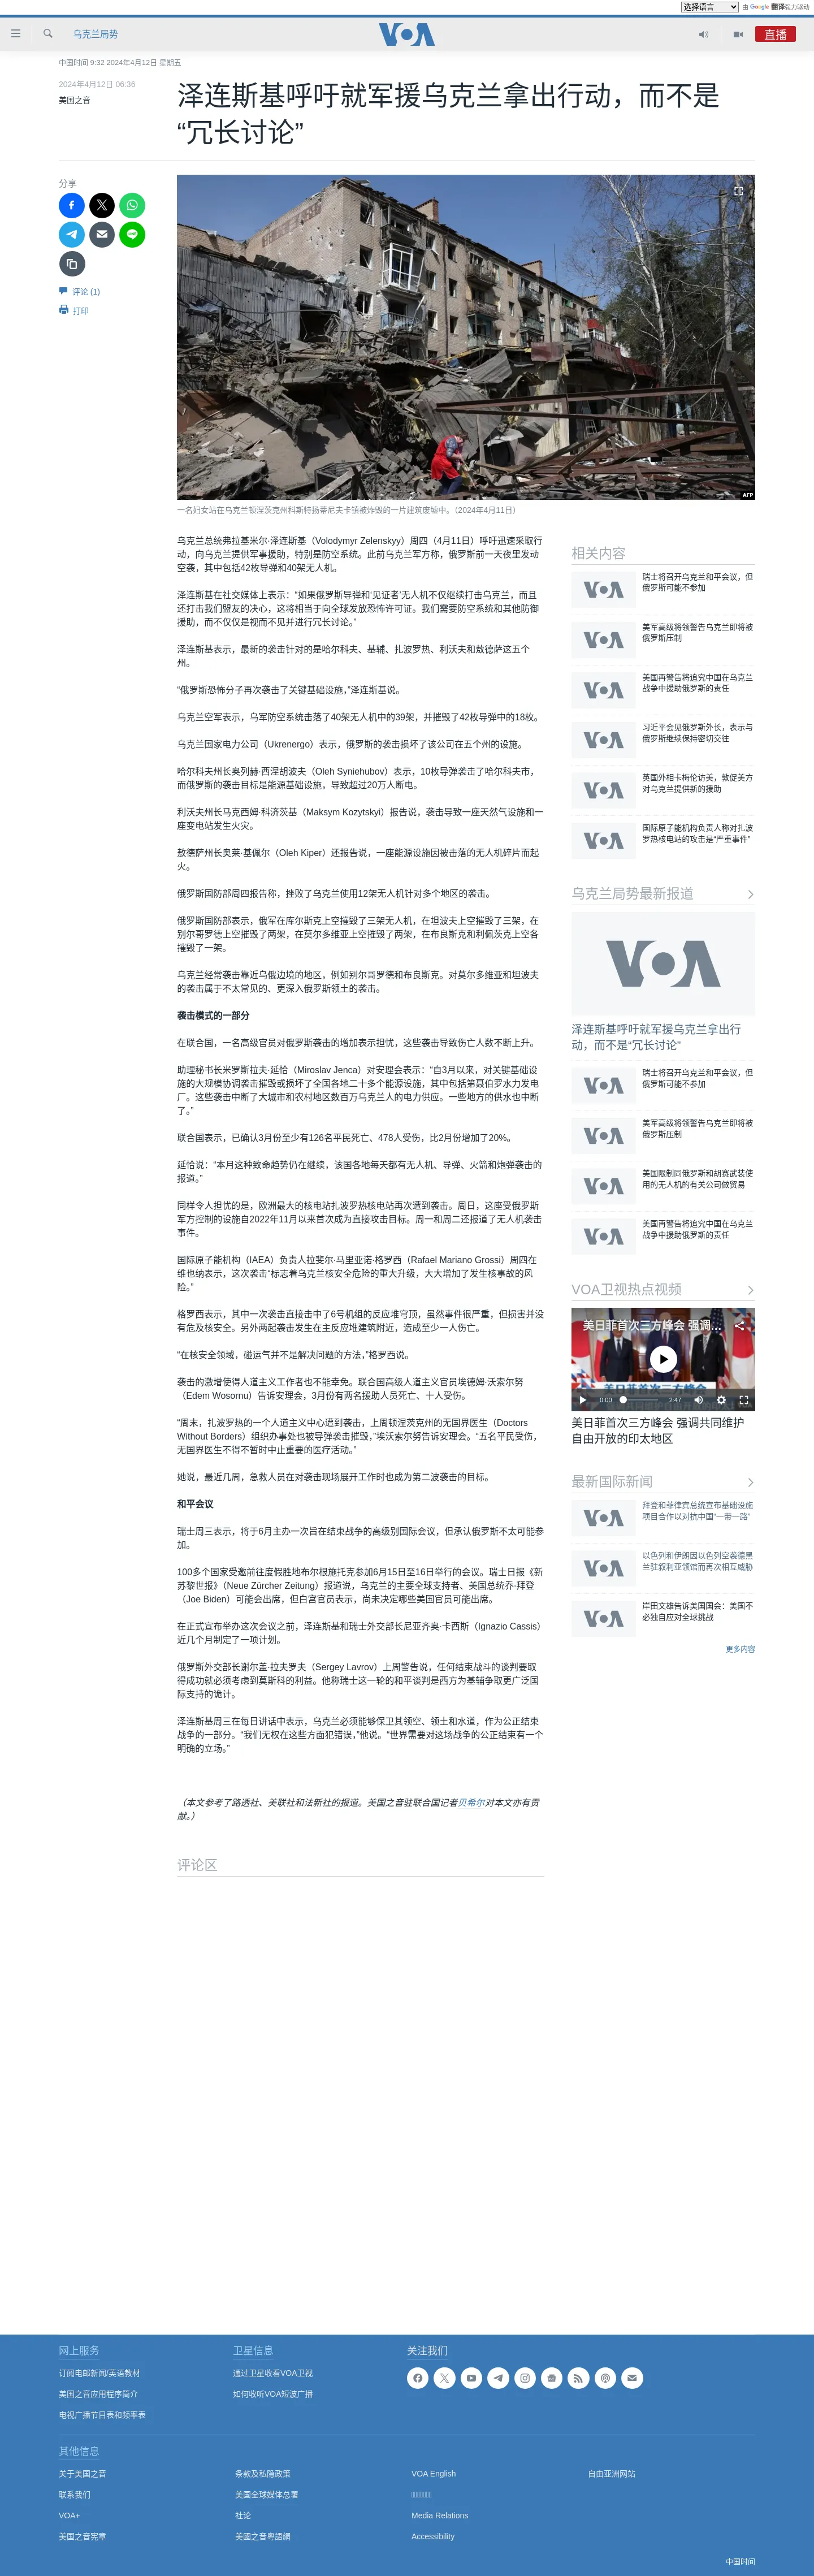 选择语言 由 Google 翻译强力驱动
乌克兰局势
VOA
直播
中国时间 9:32 2024年4月12日 星期五
2024年4月12日 06:36
美国之音
泽连斯基呼吁就军援乌克兰拿出行动，而不是
“冗长讨论”
分享
评论 (1)
打印
AFP
一名妇女站在乌克兰顿涅茨克州科斯特扬蒂尼夫卡镇被炸毁的一片建筑废墟中。（2024年4月11日）
乌克兰总统弗拉基米尔·泽连斯基（Volodymyr Zelenskyy）周四（4月11日）呼吁迅速采取行
动，向乌克兰提供军事援助，特别是防空系统。此前乌克兰军方称，俄罗斯前一天夜里发动
空袭，其中包括42枚导弹和40架无人机。
泽连斯基在社交媒体上表示：“如果俄罗斯导弹和‘见证者’无人机不仅继续打击乌克兰，而且
还打击我们盟友的决心，这将相当于向全球发放恐怖许可证。我们需要防空系统和其他防御
援助，而不仅仅是视而不见并进行冗长讨论。”
泽连斯基表示，最新的袭击针对的是哈尔科夫、基辅、扎波罗热、利沃夫和敖德萨这五个
州。
“俄罗斯恐怖分子再次袭击了关键基础设施，”泽连斯基说。
乌克兰空军表示，乌军防空系统击落了40架无人机中的39架，并摧毁了42枚导弹中的18枚。
乌克兰国家电力公司（Ukrenergo）表示，俄罗斯的袭击损坏了该公司在五个州的设施。
哈尔科夫州长奥列赫·西涅胡波夫（Oleh Syniehubov）表示，10枚导弹袭击了哈尔科夫市，
而俄罗斯的袭击目标是能源基础设施，导致超过20万人断电。
利沃夫州长马克西姆·科济茨基（Maksym Kozytskyi）报告说，袭击导致一座天然气设施和一
座变电站发生火灾。
敖德萨州长奥莱·基佩尔（Oleh Kiper）还报告说，一座能源设施因被击落的无人机碎片而起
火。
俄罗斯国防部周四报告称，挫败了乌克兰使用12架无人机针对多个地区的袭击。
俄罗斯国防部表示，俄军在库尔斯克上空摧毁了三架无人机，在坦波夫上空摧毁了三架，在
别尔哥罗德上空摧毁了两架，在莫尔多维亚上空摧毁了两架，在布良斯克和利佩茨克上空各
摧毁了一架。
乌克兰经常袭击靠近乌俄边境的地区，例如别尔哥罗德和布良斯克。对莫尔多维亚和坦波夫
的袭击属于不太常见的、更深入俄罗斯领土的袭击。
袭击模式的一部分
在联合国，一名高级官员对俄罗斯袭击的增加表示担忧，这些袭击导致伤亡人数不断上升。
助理秘书长米罗斯拉夫·延恰（Miroslav Jenca）对安理会表示：“自3月以来，对关键基础设
施的大规模协调袭击摧毁或损坏了全国各地二十多个能源设施，其中包括第聂伯罗水力发电
厂。这些袭击中断了大城市和农村地区数百万乌克兰人的电力供应。一些地方的供水也中断
了。”
联合国表示，已确认3月份至少有126名平民死亡、478人受伤，比2月份增加了20%。
延恰说：“本月这种致命趋势仍在继续，该国各地每天都有无人机、导弹、火箭和炮弹袭击的
报道。”
同样令人担忧的是，欧洲最大的核电站扎波罗热核电站再次遭到袭击。周日，这座受俄罗斯
军方控制的设施自2022年11月以来首次成为直接攻击目标。周一和周二还报道了无人机袭击
事件。
国际原子能机构（IAEA）负责人拉斐尔·马里亚诺·格罗西（Rafael Mariano Grossi）周四在
维也纳表示，这次袭击“标志着乌克兰核安全危险的重大升级，大大增加了发生核事故的风
险。”
格罗西表示，其中一次袭击直接击中了6号机组的反应堆穹顶，虽然事件很严重，但损害并没
有危及核安全。另外两起袭击发生在主反应堆建筑附近，造成至少一人伤亡。
“在核安全领域，碰运气并不是解决问题的方法，”格罗西说。
袭击的激增使得人道主义工作者也不能幸免。联合国高级人道主义官员埃德姆·沃索尔努
（Edem Wosornu）告诉安理会，3月份有两名援助人员死亡、十人受伤。
“周末，扎波罗热的一个人道主义中心遭到袭击，上周顿涅茨克州的无国界医生（Doctors
Without Borders）组织办事处也被导弹袭击摧毁，”埃沃索尔努告诉安理会。“五名平民受伤，
无国界医生不得不暂时中止重要的医疗活动。”
她说，最近几周，急救人员在对袭击现场展开工作时也成为第二波袭击的目标。
和平会议
瑞士周三表示，将于6月主办一次旨在结束战争的高级别国际会议，但承认俄罗斯不太可能参
加。
100多个国家受邀前往度假胜地布尔根施托克参加6月15日至16日举行的会议。瑞士日报《新
苏黎世报》（Neue Zürcher Zeitung）报道说，乌克兰的主要全球支持者、美国总统乔·拜登
（Joe Biden）可能会出席，但白宫官员表示，尚未决定哪些美国官员可能出席。
在正式宣布举办这次会议之前，泽连斯基和瑞士外交部长尼亚齐奥·卡西斯（Ignazio Cassis）
近几个月制定了一项计划。
俄罗斯外交部长谢尔盖·拉夫罗夫（Sergey Lavrov）上周警告说，任何结束战斗的谈判要取
得成功就必须考虑到莫斯科的利益。他称瑞士这一轮的和平谈判是西方为基辅争取更广泛国
际支持的诡计。
泽连斯基周三在每日讲话中表示，乌克兰必须能够保卫其领空、领土和水道，作为公正结束
战争的一部分。“我们无权在这些方面犯错误，”他说。“世界需要对这场战争的公正结束有一个
明确的立场。”
（本文参考了路透社、美联社和法新社的报道。美国之音驻联合国记者贝希尔对本文亦有贡
献。）
评论区
相关内容
VOA
瑞士将召开乌克兰和平会议，但
俄罗斯可能不参加
VOA
美军高级将领警告乌克兰即将被
俄罗斯压制
VOA
美国再警告将追究中国在乌克兰
战争中援助俄罗斯的责任
VOA
习近平会见俄罗斯外长，表示与
俄罗斯继续保持密切交往
VOA
英国外相卡梅伦访美，敦促美方
对乌克兰提供新的援助
VOA
国际原子能机构负责人称对扎波
罗热核电站的攻击是“严重事件”
乌克兰局势最新报道
VOA
泽连斯基呼吁就军援乌克兰拿出行
动，而不是“冗长讨论”
VOA
瑞士将召开乌克兰和平会议，但
俄罗斯可能不参加
VOA
美军高级将领警告乌克兰即将被
俄罗斯压制
VOA
美国限制同俄罗斯和胡赛武装使
用的无人机的有关公司做贸易
VOA
美国再警告将追究中国在乌克兰
战争中援助俄罗斯的责任
VOA卫视热点视频
美日菲首次三方峰会 强调…
美日菲首次三方峰会
0:00 2:47
美日菲首次三方峰会 强调共同维护
自由开放的印太地区
最新国际新闻
VOA
拜登和菲律宾总统宣布基础设施
项目合作以对抗中国“一带一路”
VOA
以色列和伊朗因以色列空袭德黑
兰驻叙利亚领馆而再次相互威胁
VOA
岸田文雄告诉美国国会：美国不
必独自应对全球挑战
更多内容
网上服务
订阅电邮新闻/英语教材
美国之音应用程序简介
电视广播节目表和频率表
卫星信息
通过卫星收看VOA卫视
如何收听VOA短波广播
关注我们
其他信息
关于美国之音
联系我们
VOA+
美国之音宪章
条款及私隐政策
美国全球媒体总署
社论
美國之音粵語網
VOA English
Media Relations
Accessibility
自由亚洲网站
中国时间